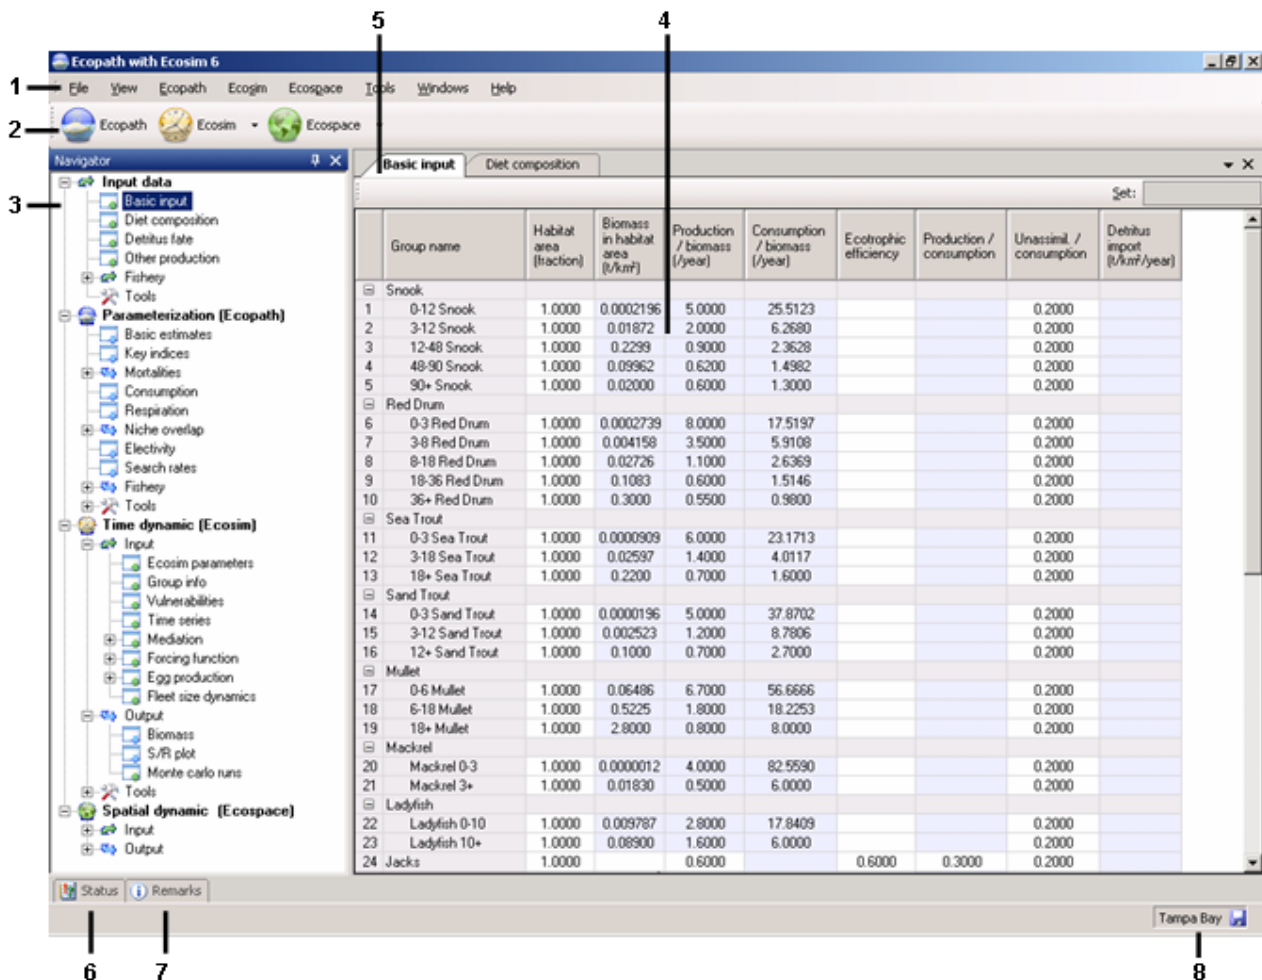 5 4
Ecopath with Ecosim 6
1 File View Ecopath Ecosim Ecospace Tools Windows Help
2 Ecopath Ecosim Ecospace
Navigator
3
Input data
Basic input
Diet composition
Detritus fate
Other production
Fishery
Tools
Parameterization (Ecopath)
Basic estimates
Key indices
Mortalities
Consumption
Respiration
Niche overlap
Electivity
Search rates
Fishery
Tools
Time dynamic (Ecosim)
Input
Ecosim parameters
Group info
Vulnerabilities
Time series
Mediation
Forcing function
Egg production
Fleet size dynamics
Output
Biomass
S/R plot
Monte carlo runs
Tools
Spatial dynamic (Ecospace)
Input
Output
Basic input Diet composition
Set:
Group name
Habitat
area
(fraction)
Biomass
in habitat
area
(t/km²)
Production
/ biomass
(/year)
Consumption
/ biomass
(/year)
Ecotrophic
efficiency
Production /
consumption
Unassimil. /
consumption
Detritus
import
(t/km²/year)
Snook
1 0-12 Snook 1.0000 0.0002196 5.0000 25.5123 0.2000
2 3-12 Snook 1.0000 0.01872 2.0000 6.2680 0.2000
3 12-48 Snook 1.0000 0.2299 0.9000 2.3628 0.2000
4 48-90 Snook 1.0000 0.09962 0.6200 1.4982 0.2000
5 90+ Snook 1.0000 0.02000 0.6000 1.3000 0.2000
Red Drum
6 0-3 Red Drum 1.0000 0.0002739 8.0000 17.5197 0.2000
7 3-8 Red Drum 1.0000 0.004158 3.5000 5.9108 0.2000
8 8-18 Red Drum 1.0000 0.02726 1.1000 2.6369 0.2000
9 18-36 Red Drum 1.0000 0.1083 0.6000 1.5146 0.2000
10 36+ Red Drum 1.0000 0.3000 0.5500 0.9800 0.2000
Sea Trout
11 0-3 Sea Trout 1.0000 0.0000909 6.0000 23.1713 0.2000
12 3-18 Sea Trout 1.0000 0.02597 1.4000 4.0117 0.2000
13 18+ Sea Trout 1.0000 0.2200 0.7000 1.6000 0.2000
Sand Trout
14 0-3 Sand Trout 1.0000 0.0000196 5.0000 37.8702 0.2000
15 3-12 Sand Trout 1.0000 0.002523 1.2000 8.7806 0.2000
16 12+ Sand Trout 1.0000 0.1000 0.7000 2.7000 0.2000
Mullet
17 0-6 Mullet 1.0000 0.06486 6.7000 56.6666 0.2000
18 6-18 Mullet 1.0000 0.5225 1.8000 18.2253 0.2000
19 18+ Mullet 1.0000 2.8000 0.8000 8.0000 0.2000
Mackrel
20 Mackrel 0-3 1.0000 0.0000012 4.0000 82.5590 0.2000
21 Mackrel 3+ 1.0000 0.01830 0.5000 6.0000 0.2000
Ladyfish
22 Ladyfish 0-10 1.0000 0.009787 2.8000 17.8409 0.2000
23 Ladyfish 10+ 1.0000 0.08900 1.6000 6.0000 0.2000
24 Jacks 1.0000 0.6000 0.6000 0.3000 0.2000
Status Remarks
Tampa Bay
6 7 8